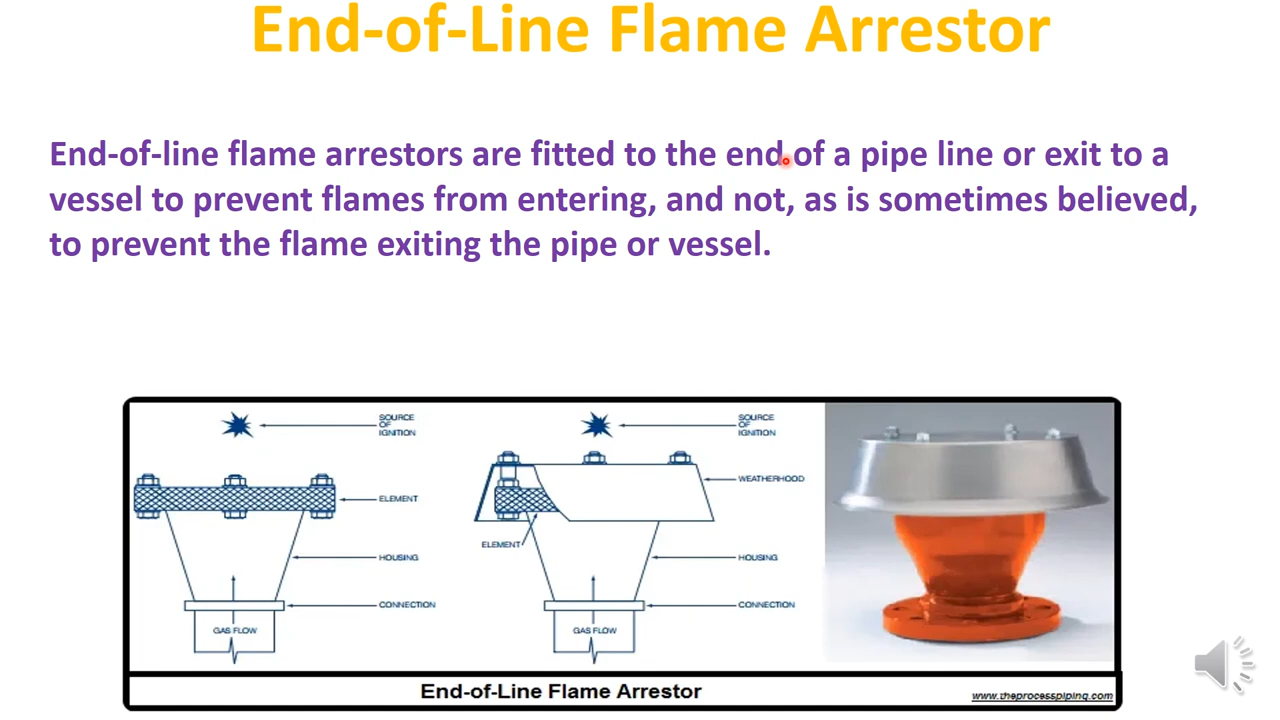 End-of-Line Flame Arrestor
End-of-line flame arrestors are fitted to the end of a pipe line or exit to a
vessel to prevent flames from entering, and not, as is sometimes believed,
to prevent the flame exiting the pipe or vessel.
SOURCE
OF
IGNITION
ELEMENT
HOUSING
CONNECTION
GAS FLOW
SOURCE
OF
IGNITION
WEATHERHOOD
ELEMENT
HOUSING
CONNECTION
GAS FLOW
End-of-Line Flame Arrestor
www.theprocesspiping.com